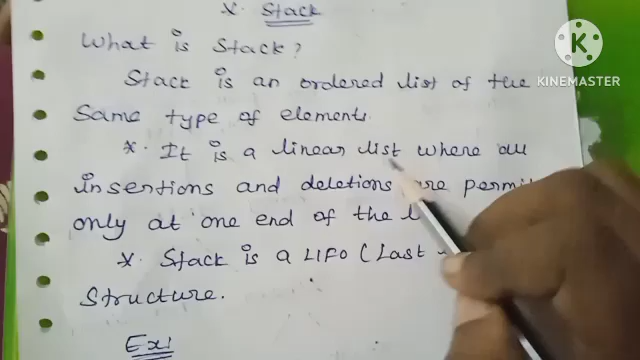 * Stack
What is Stack?
Stack is an ordered list of the
same type of elements.
* It is a linear list where all
insertions and deletions are
only at one end of the
* Stack is a LIFO (Last
Structure.
Ex:
K
KINEMASTER